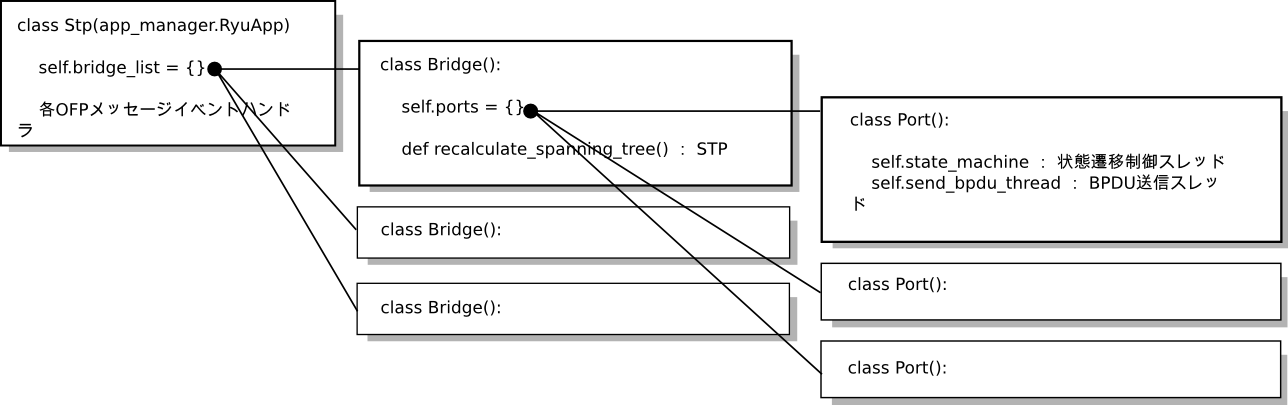 class Stp(app_manager.RyuApp)
self.bridge_list = {}
各OFPメッセージイベントハンド
ラ
class Bridge():
self.ports = {}
def recalculate_spanning_tree() : STP
class Bridge():
class Bridge():
class Port():
self.state_machine : 状態遷移制御スレッド
self.send_bpdu_thread : BPDU送信スレッ
ド
class Port():
class Port():